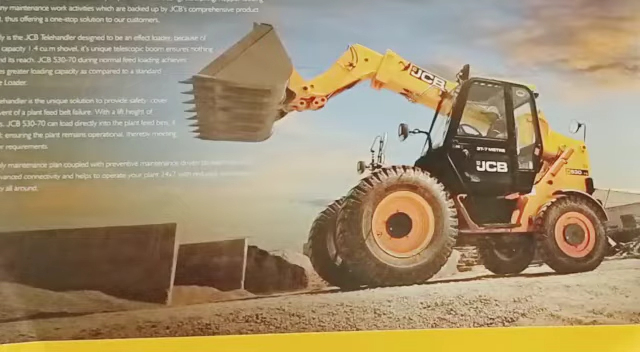 ny maintenance work activities which are backed up by JCB's comprehensive product
, thus offering a one-stop solution to our customers.
y is the JCB Telehandler designed to be an effect loader, because of
capacity 1.4 cu.m shovel, it's unique telescopic boom ensures nothing
nd its reach. JCB 530-70 during normal feed loading achieves
es greater loading capacity as compared to a standard
e Loader.
ehandler is the unique solution to provide safety cover
vent of a plant feed belt failure. With a lift height of
JCB 530-70 can load directly into the plant feed bins,
ensuring the plant remains operational, thereby meeting
r requirements.
ly maintenance plan coupled with preventive maintenance
vanced connectivity and helps to operate your plant 24x7 with
y all around.
JCB
JCB